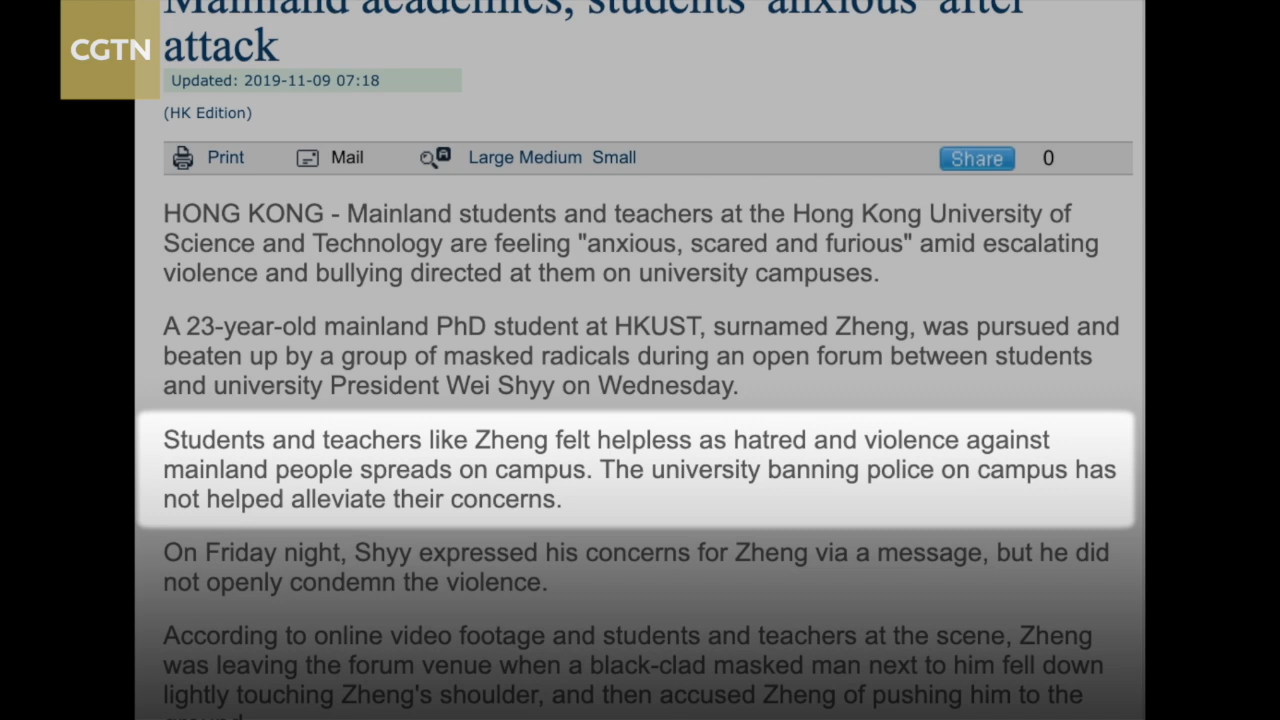 Mainland academics, students 'anxious' after
CGTN
attack
Updated: 2019-11-09 07:18
(HK Edition)
Print Mail Large Medium Small Share 0
HONG KONG - Mainland students and teachers at the Hong Kong University of
Science and Technology are feeling "anxious, scared and furious" amid escalating
violence and bullying directed at them on university campuses.
A 23-year-old mainland PhD student at HKUST, surnamed Zheng, was pursued and
beaten up by a group of masked radicals during an open forum between students
and university President Wei Shyy on Wednesday.
Students and teachers like Zheng felt helpless as hatred and violence against
mainland people spreads on campus. The university banning police on campus has
not helped alleviate their concerns.
On Friday night, Shyy expressed his concerns for Zheng via a message, but he did
not openly condemn the violence.
According to online video footage and students and teachers at the scene, Zheng
was leaving the forum venue when a black-clad masked man next to him fell down
lightly touching Zheng's shoulder, and then accused Zheng of pushing him to the
ground.